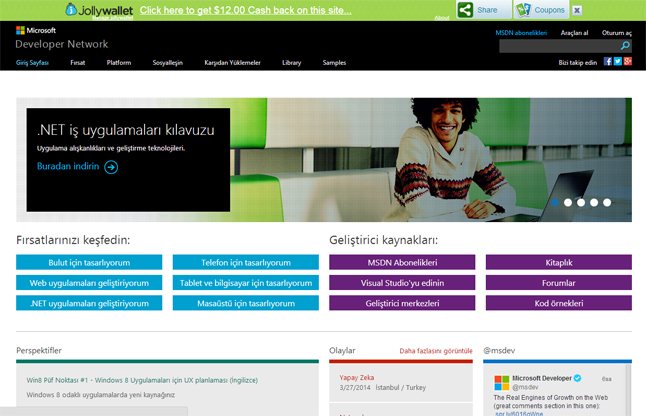 Jollywallet
Click here to get $12.00 Cash back on this site...
About
Share
Coupons
Microsoft
Developer Network
MSDN abonelikleri
Araçları al
Oturum aç
Giriş Sayfası
Fırsat
Platform
Sosyalleşin
Karşıdan Yüklemeler
Library
Samples
Bizi takip edin
.NET iş uygulamaları kılavuzu
Uygulama alışkanlıkları ve geliştirme teknolojileri.
Buradan indirin
Fırsatlarınızı keşfedin:
Bulut için tasarlıyorum
Telefon için tasarlıyorum
Web uygulamaları geliştiriyorum
Tablet ve bilgisayar için tasarlıyorum
.NET uygulamaları geliştiriyorum
Masaüstü için tasarlıyorum
Geliştirici kaynakları:
MSDN Abonelikleri
Kitaplık
Visual Studio'yu edinin
Forumlar
Geliştirici merkezleri
Kod örnekleri
Perspektifler
Win8 Püf Noktası #1 - Windows 8 Uygulamaları için UX planlaması (İngilizce)
Windows 8 odaklı uygulamalarda yeni kaynağınız
Olaylar
Daha fazlasını görüntüle
Yapay Zeka
3/27/2014 Istanbul / Turkey
@msdev
Microsoft Developer
6sa
@msdev
The Real Engines of Growth on the Web
(great comments section in this one):